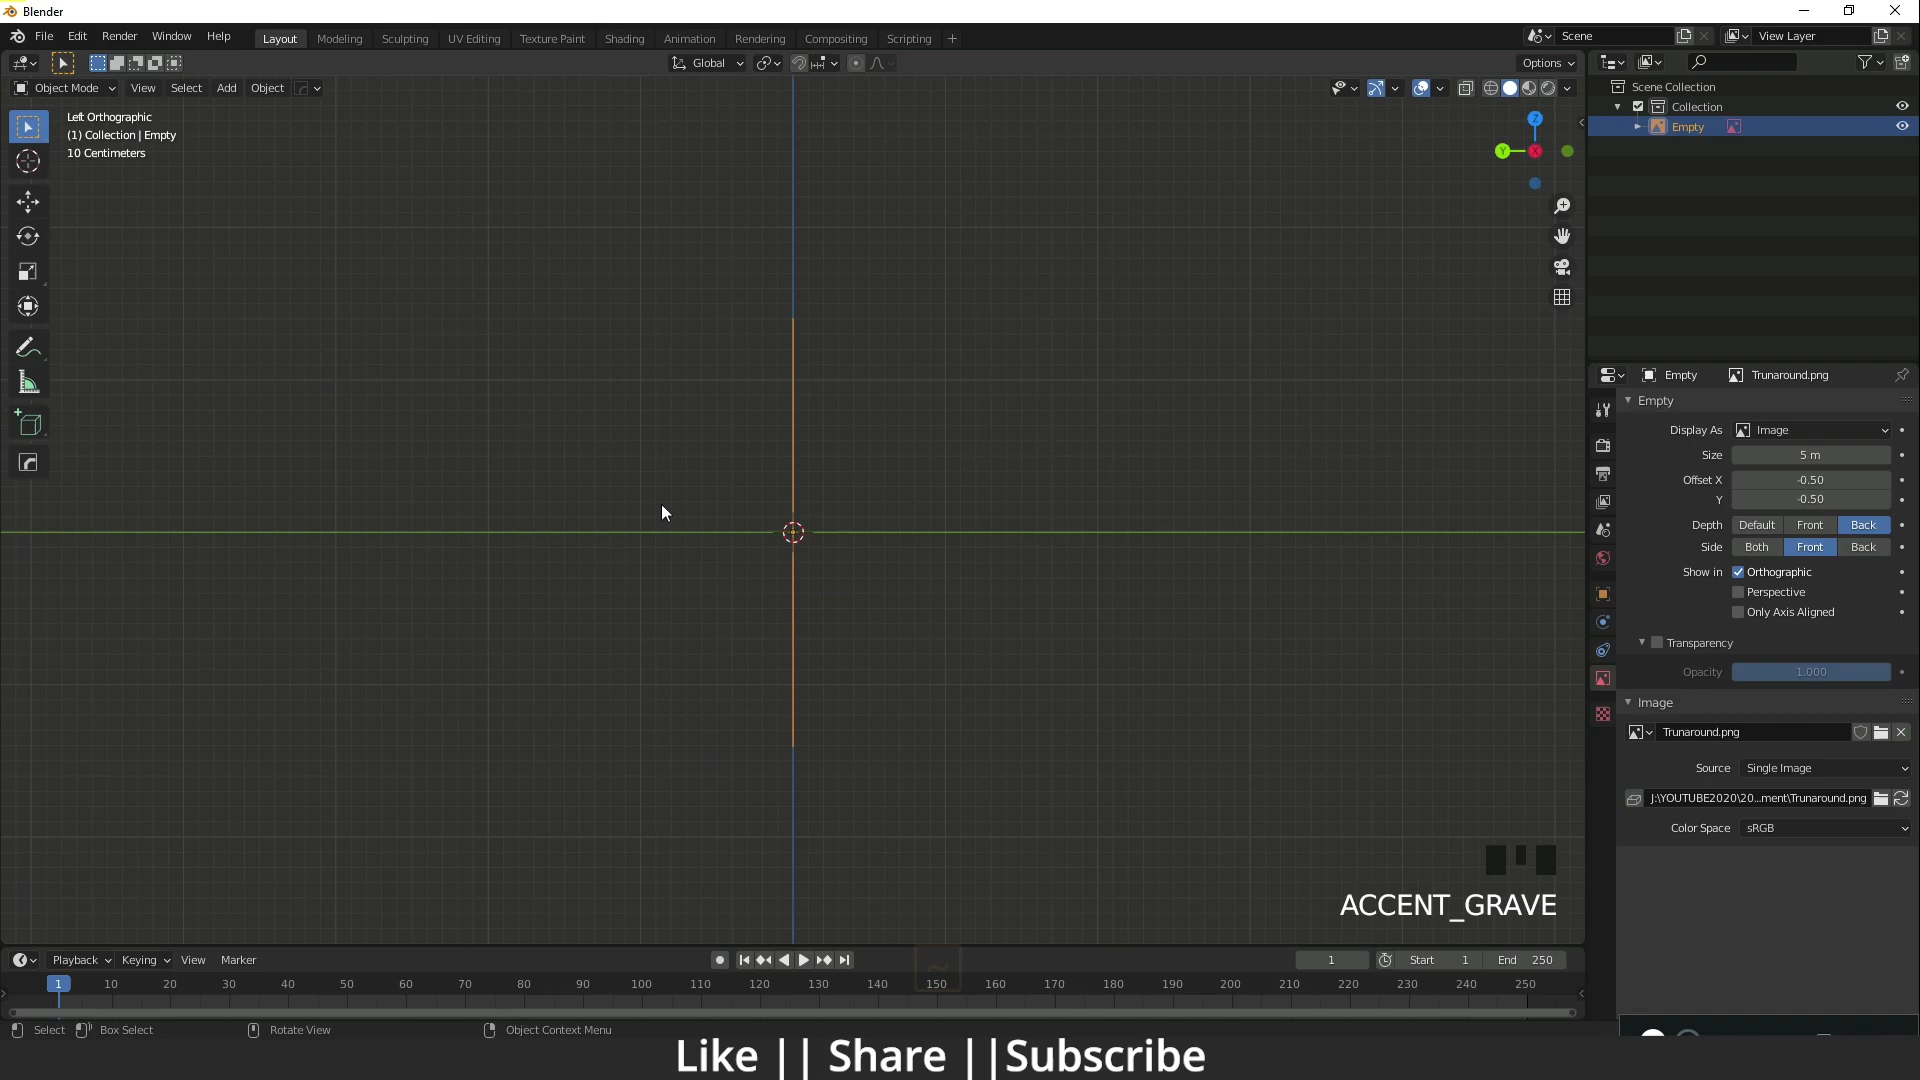 Blender
File Edit Render Window Help
Layout Modeling Sculpting UV Editing Texture Paint Shading Animation Rendering Compositing Scripting +
Scene View Layer
Global
Options
Object Mode View Select Add Object
Left Orthographic
(1) Collection | Empty
10 Centimeters
Z
Y
X
Scene Collection
Collection
Empty
Empty Trunaround.png
Empty
Display As Image
Size 5 m
Offset X -0.50
Y -0.50
Depth Default Front Back
Side Both Front Back
Show in Orthographic
Perspective
Only Axis Aligned
Transparency
Opacity 1.000
Image
Trunaround.png
Source Single Image
J:\YOUTUBE2020\20...ment\Trunaround.png
Color Space sRGB
ACCENT_GRAVE
Playback Keying View Marker
1 Start 1 End 250
1 10 20 30 40 50 60 70 80 90 100 110 120 130 140 150 160 170 180 190 200 210 220 230 240 250
Select Box Select Rotate View Object Context Menu
Like || Share ||Subscribe